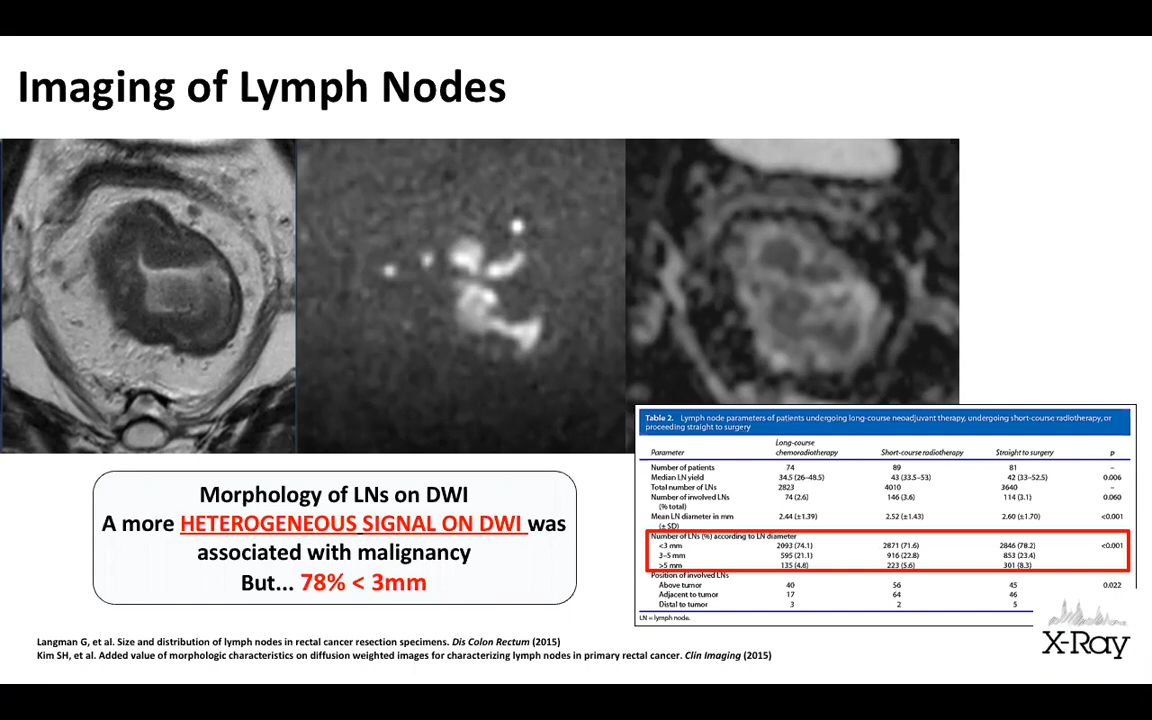 Imaging of Lymph Nodes
Table 2. Lymph node parameters of patients undergoing long-course neoadjuvant therapy, undergoing short-course radiotherapy, or
proceeding straight to surgery
Long-course
Parameter chemoradiotherapy Short-course radiotherapy Straight to surgery p
Number of patients 74 89 81 –
Median LN yield 34.5 (26–48.5) 43 (33.5–53) 42 (33–52.5) 0.006
Total number of LNs 2823 4010 3640 –
Number of involved LNs 74 (2.6) 146 (3.6) 114 (3.1) 0.060
(% total)
Mean LN diameter in mm 2.44 (±1.39) 2.52 (±1.43) 2.60 (±1.70) <0.001
(± SD)
Number of LNs (%) according to LN diameter
<3 mm 2093 (74.1) 2871 (71.6) 2846 (78.2) <0.001
3–5 mm 595 (21.1) 916 (22.8) 853 (23.4)
>5 mm 135 (4.8) 223 (5.6) 301 (8.3)
Position of involved LNs
Above tumor 40 56 45 0.022
Adjacent to tumor 17 64 46
Distal to tumor 3 2 5
LN = lymph node.
Morphology of LNs on DWI
A more HETEROGENEOUS SIGNAL ON DWI was
associated with malignancy
But... 78% < 3mm
Langman G, et al. Size and distribution of lymph nodes in rectal cancer resection specimens. Dis Colon Rectum (2015)
Kim SH, et al. Added value of morphologic characteristics on diffusion weighted images for characterizing lymph nodes in primary rectal cancer. Clin Imaging (2015)
X-Ray